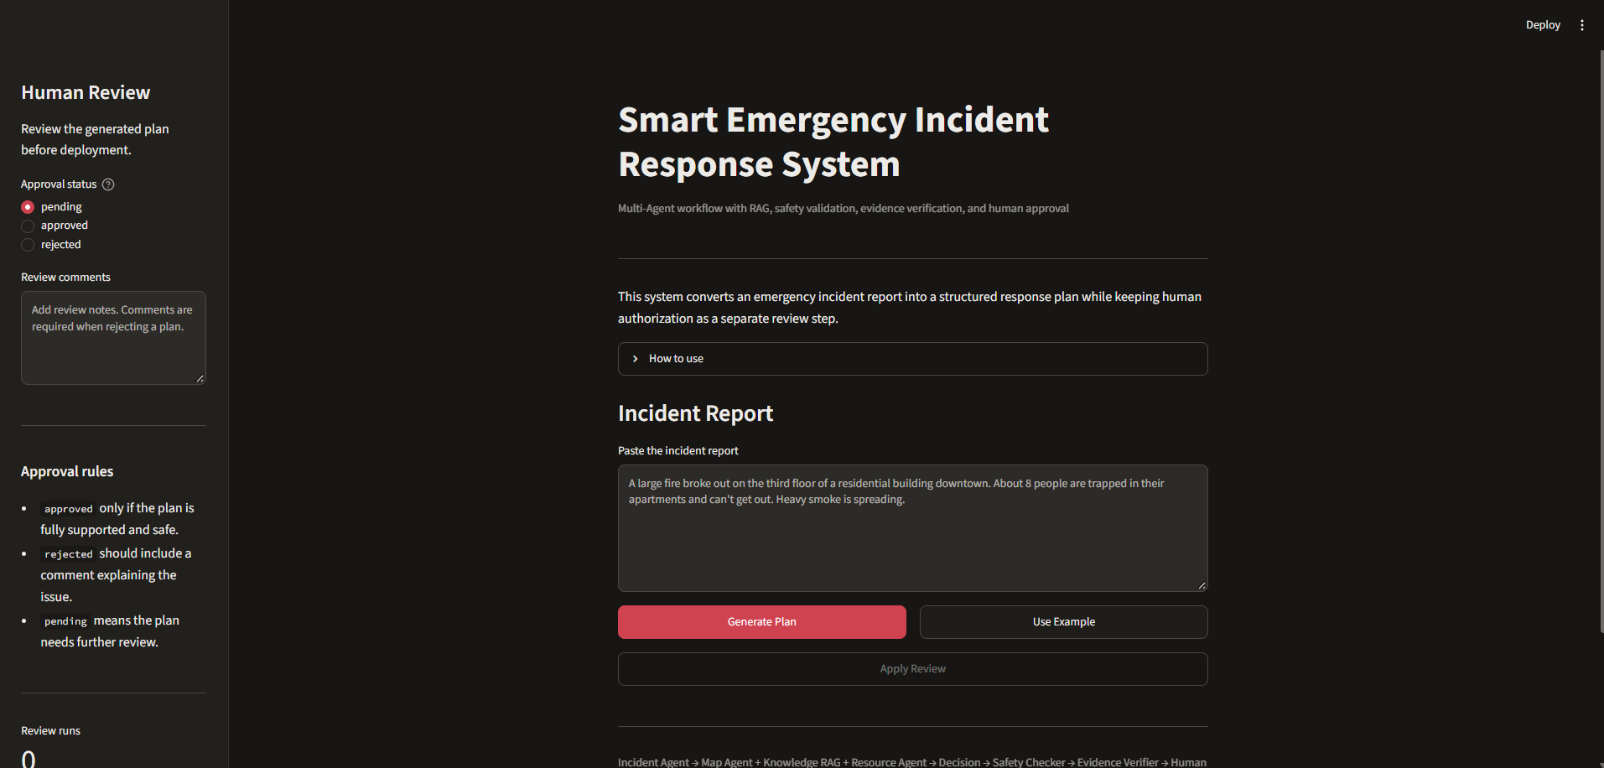 Deploy
Human Review
Review the generated plan
before deployment.
Approval status
pending
approved
rejected
Review comments
Add review notes. Comments are
required when rejecting a plan.
Approval rules
approved only if the plan is
fully supported and safe.
rejected should include a
comment explaining the
issue.
pending means the plan
needs further review.
Review runs
0
Smart Emergency Incident
Response System
Multi-Agent workflow with RAG, safety validation, evidence verification, and human approval
This system converts an emergency incident report into a structured response plan while keeping human
authorization as a separate review step.
How to use
Incident Report
Paste the incident report
A large fire broke out on the third floor of a residential building downtown. About 8 people are trapped in their
apartments and can't get out. Heavy smoke is spreading.
Generate Plan
Use Example
Apply Review
Incident Agent → Map Agent + Knowledge RAG + Resource Agent → Decision → Safety Checker → Evidence Verifier → Human